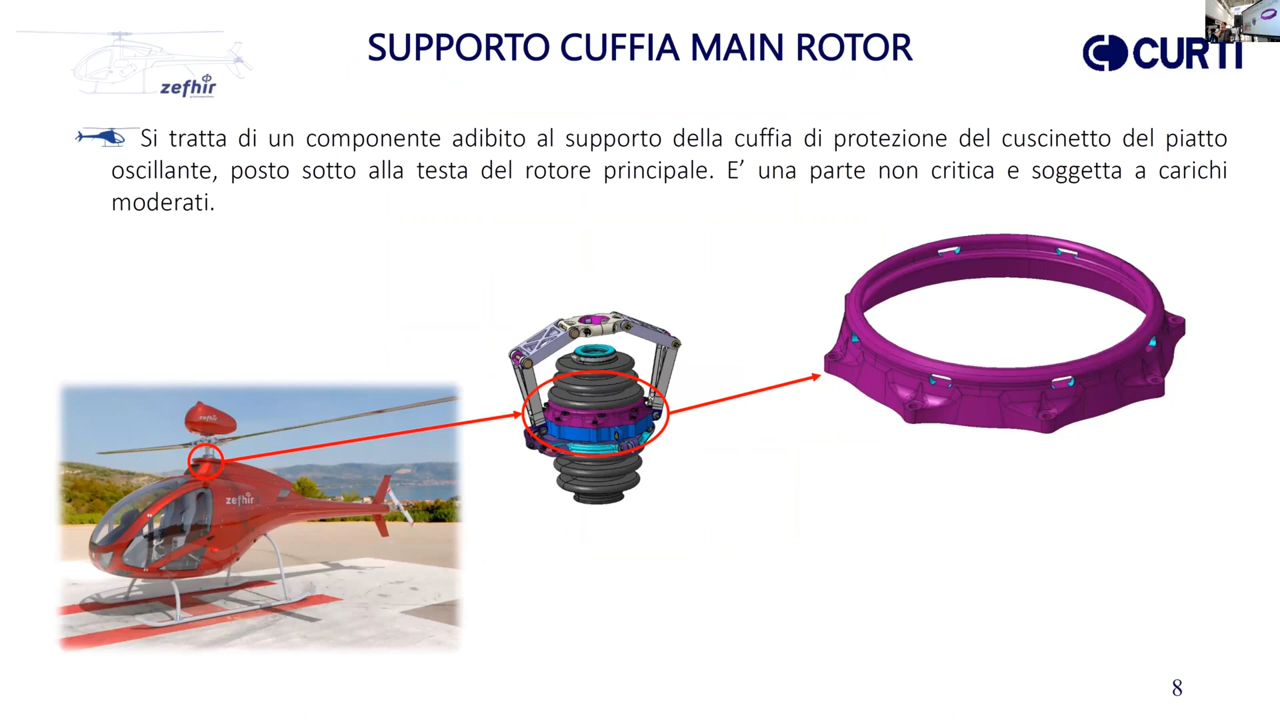 SUPPORTO CUFFIA MAIN ROTOR
zefhir
CURTI
Si tratta di un componente adibito al supporto della cuffia di protezione del cuscinetto del piatto
oscillante, posto sotto alla testa del rotore principale. E’ una parte non critica e soggetta a carichi
moderati.
zefhir
zefhir
8